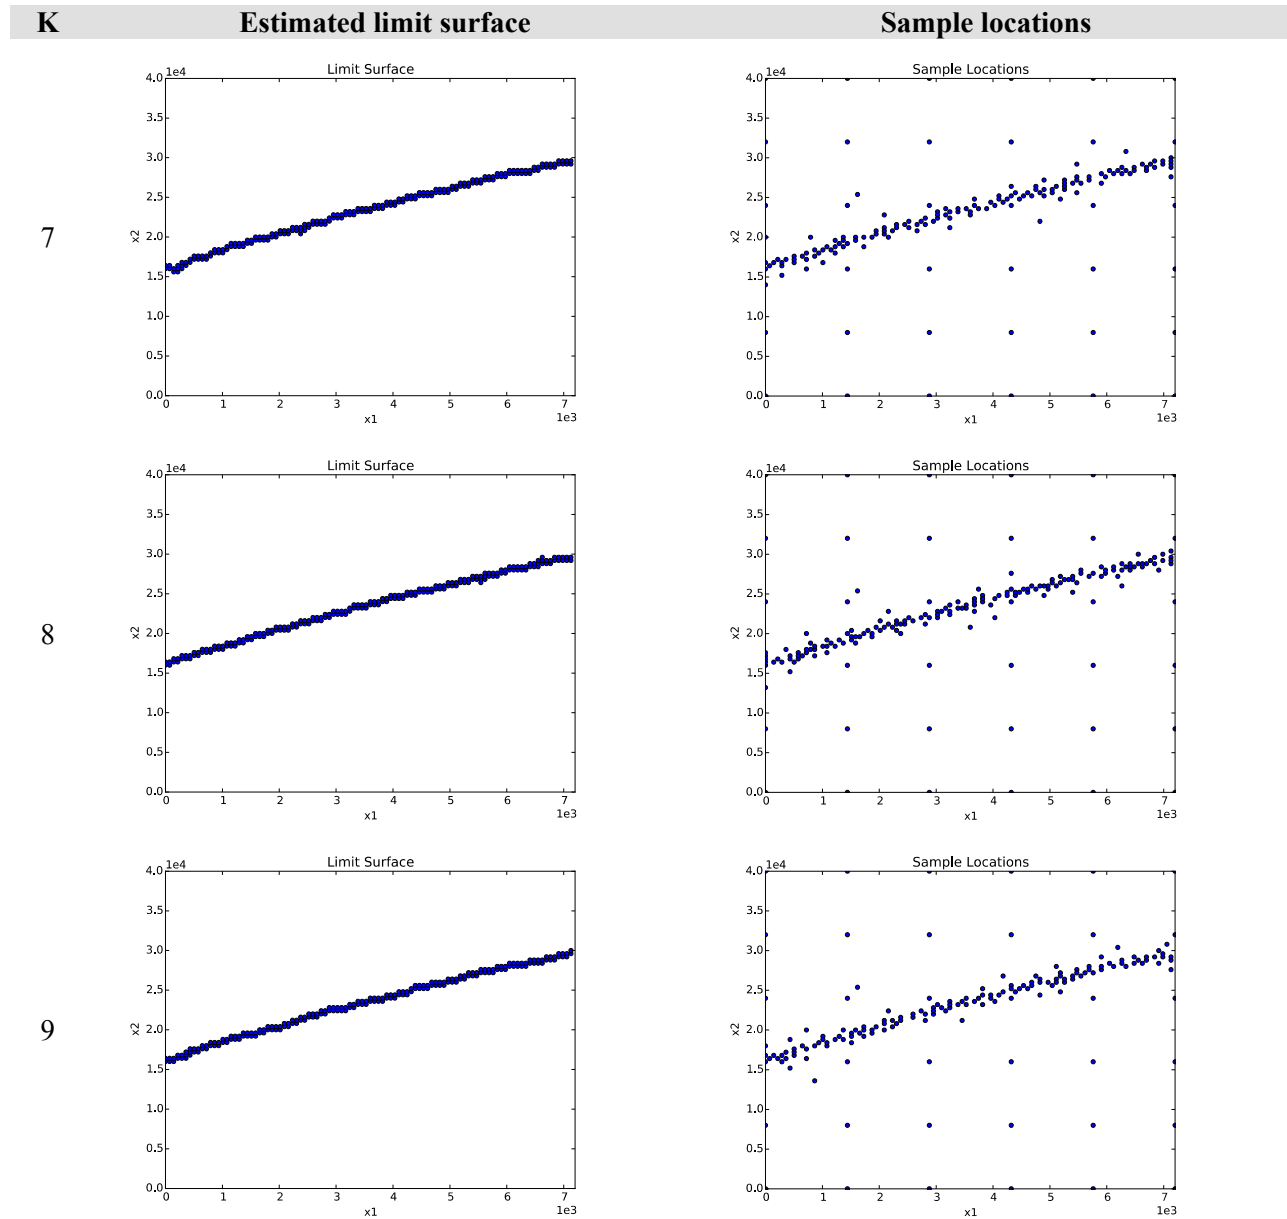 K Estimated limit surface Sample locations
Limit Surface
1e4
4.0
3.5
3.0
2.5
2.0
1.5
1.0
0.5
0.0
x2
0 1 2 3 4 5 6 7
1e3
x1
Sample Locations
1e4
4.0
3.5
3.0
2.5
2.0
1.5
1.0
0.5
0.0
x2
0 1 2 3 4 5 6 7
1e3
x1
7
Limit Surface
1e4
4.0
3.5
3.0
2.5
2.0
1.5
1.0
0.5
0.0
x2
0 1 2 3 4 5 6 7
1e3
x1
Sample Locations
1e4
4.0
3.5
3.0
2.5
2.0
1.5
1.0
0.5
0.0
x2
0 1 2 3 4 5 6 7
1e3
x1
8
Limit Surface
1e4
4.0
3.5
3.0
2.5
2.0
1.5
1.0
0.5
0.0
x2
0 1 2 3 4 5 6 7
1e3
x1
Sample Locations
1e4
4.0
3.5
3.0
2.5
2.0
1.5
1.0
0.5
0.0
x2
0 1 2 3 4 5 6 7
1e3
x1
9